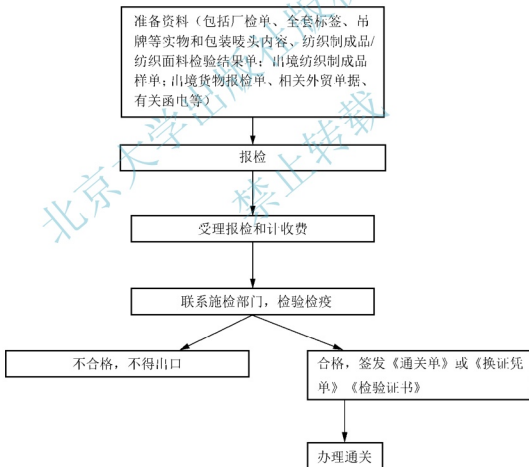 准备资料（包括厂检单、全套标签、吊
牌等实物和包装唛头内容、纺织制成品/
纺织面料检验结果单；出境纺织制成品
样单；出境货物报检单、相关外贸单据、
有关函电等）
报检
受理报检和计收费
联系施检部门，检验检疫
不合格，不得出口
合格，签发《通关单》或《换证凭
单》《检验证书》
办理通关
北京大学出版社版权
禁止转载